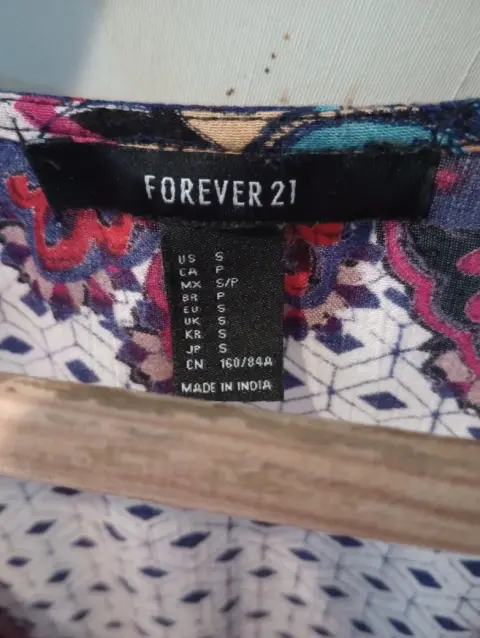 FOREVER 21
US S
CA P
MX S/P
BR P
EU S
UK S
KR S
JP S
CN 160/84A
MADE IN INDIA